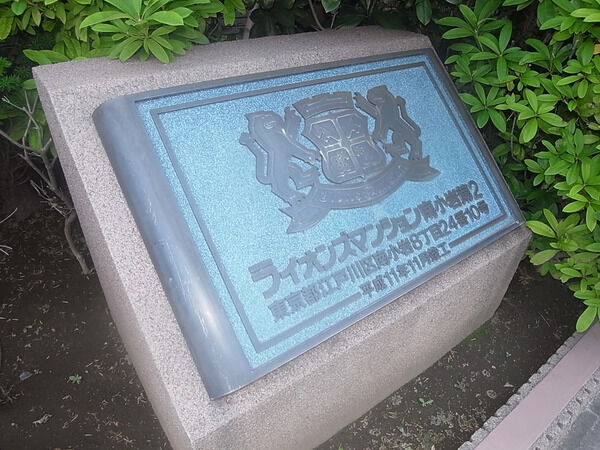 ライオンズマンション南小岩第2
東京都江戸川区南小岩8丁目24番10号
平成11年11月竣工